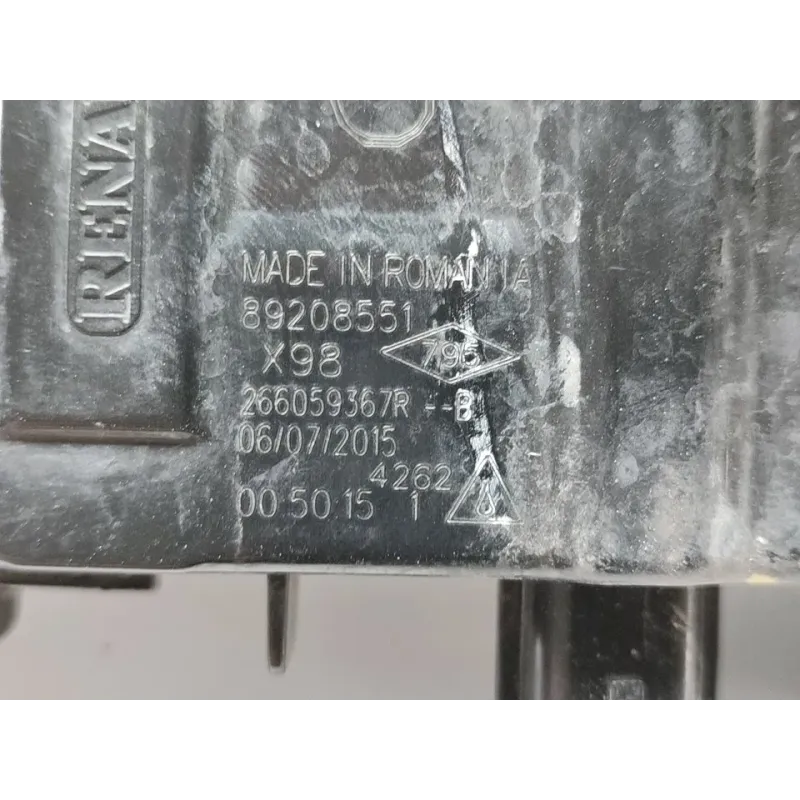 RENA
MADE IN ROMANIA
89208551
X98 795
266059367R --B
06/07/2015
4262
00 50 15 1